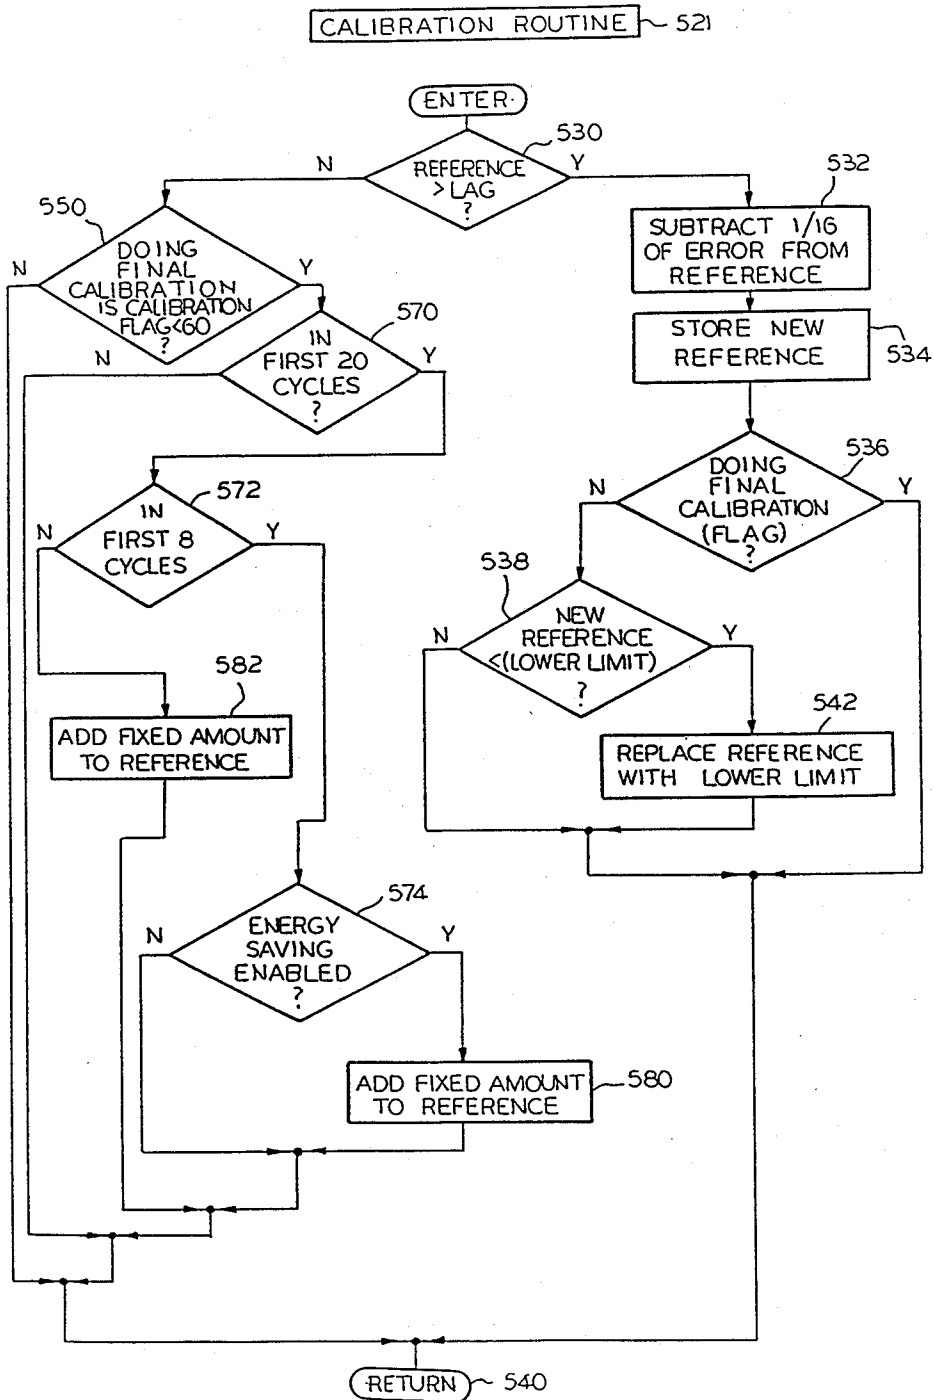 CALIBRATION ROUTINE
521
ENTER
530
REFERENCE
> LAG
?
N
Y
532
SUBTRACT 1/16
OF ERROR FROM
REFERENCE
STORE NEW
REFERENCE
534
DOING
FINAL
CALIBRATION
(FLAG)
?
536
N
Y
538
NEW
REFERENCE
<(LOWER LIMIT)
?
N
Y
542
REPLACE REFERENCE
WITH LOWER LIMIT
550
DOING
FINAL
CALIBRATION
IS CALIBRATION
FLAG<60
?
N
Y
570
IN
FIRST 20
CYCLES
?
N
Y
572
IN
FIRST 8
CYCLES
N
Y
582
ADD FIXED AMOUNT
TO REFERENCE
574
ENERGY
SAVING
ENABLED
?
N
Y
ADD FIXED AMOUNT
TO REFERENCE
580
RETURN
540